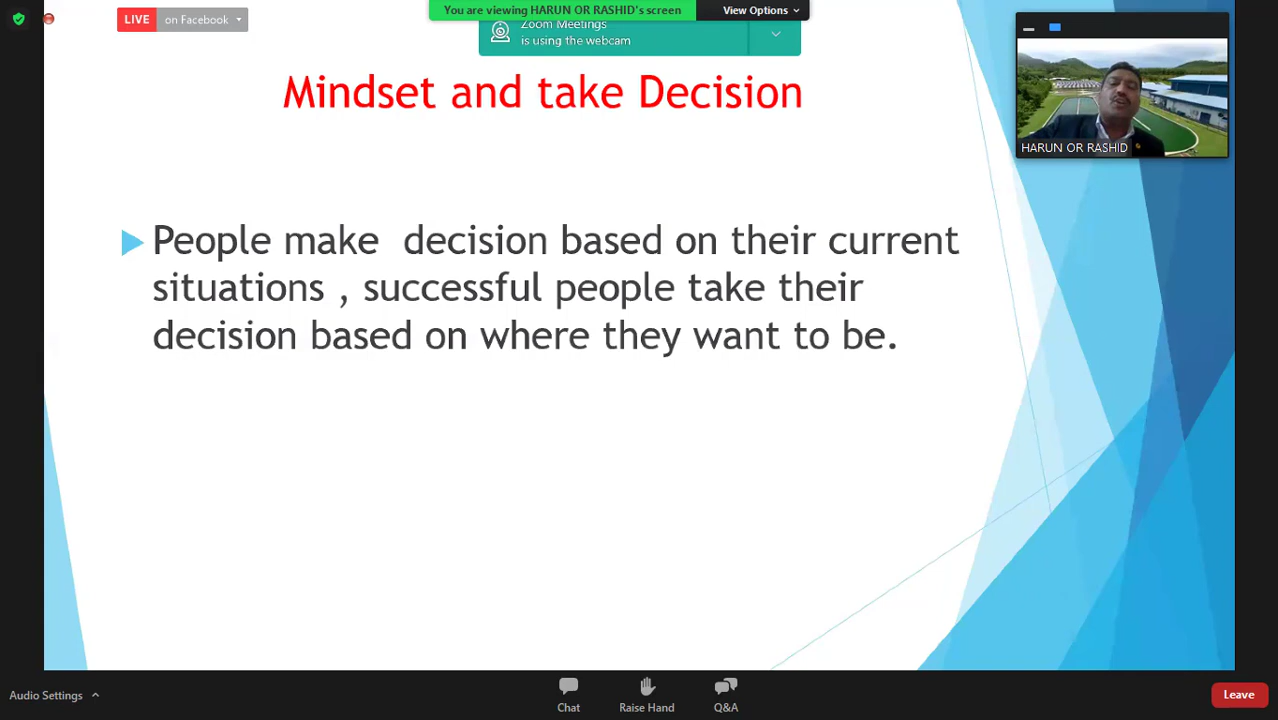 LIVE on Facebook
You are viewing HARUN OR RASHID's screen View Options
Zoom Meetings
is using the webcam
Mindset and take Decision
HARUN OR RASHID
People make decision based on their current
situations , successful people take their
decision based on where they want to be.
Audio Settings
Chat
Raise Hand
Q&A
Leave